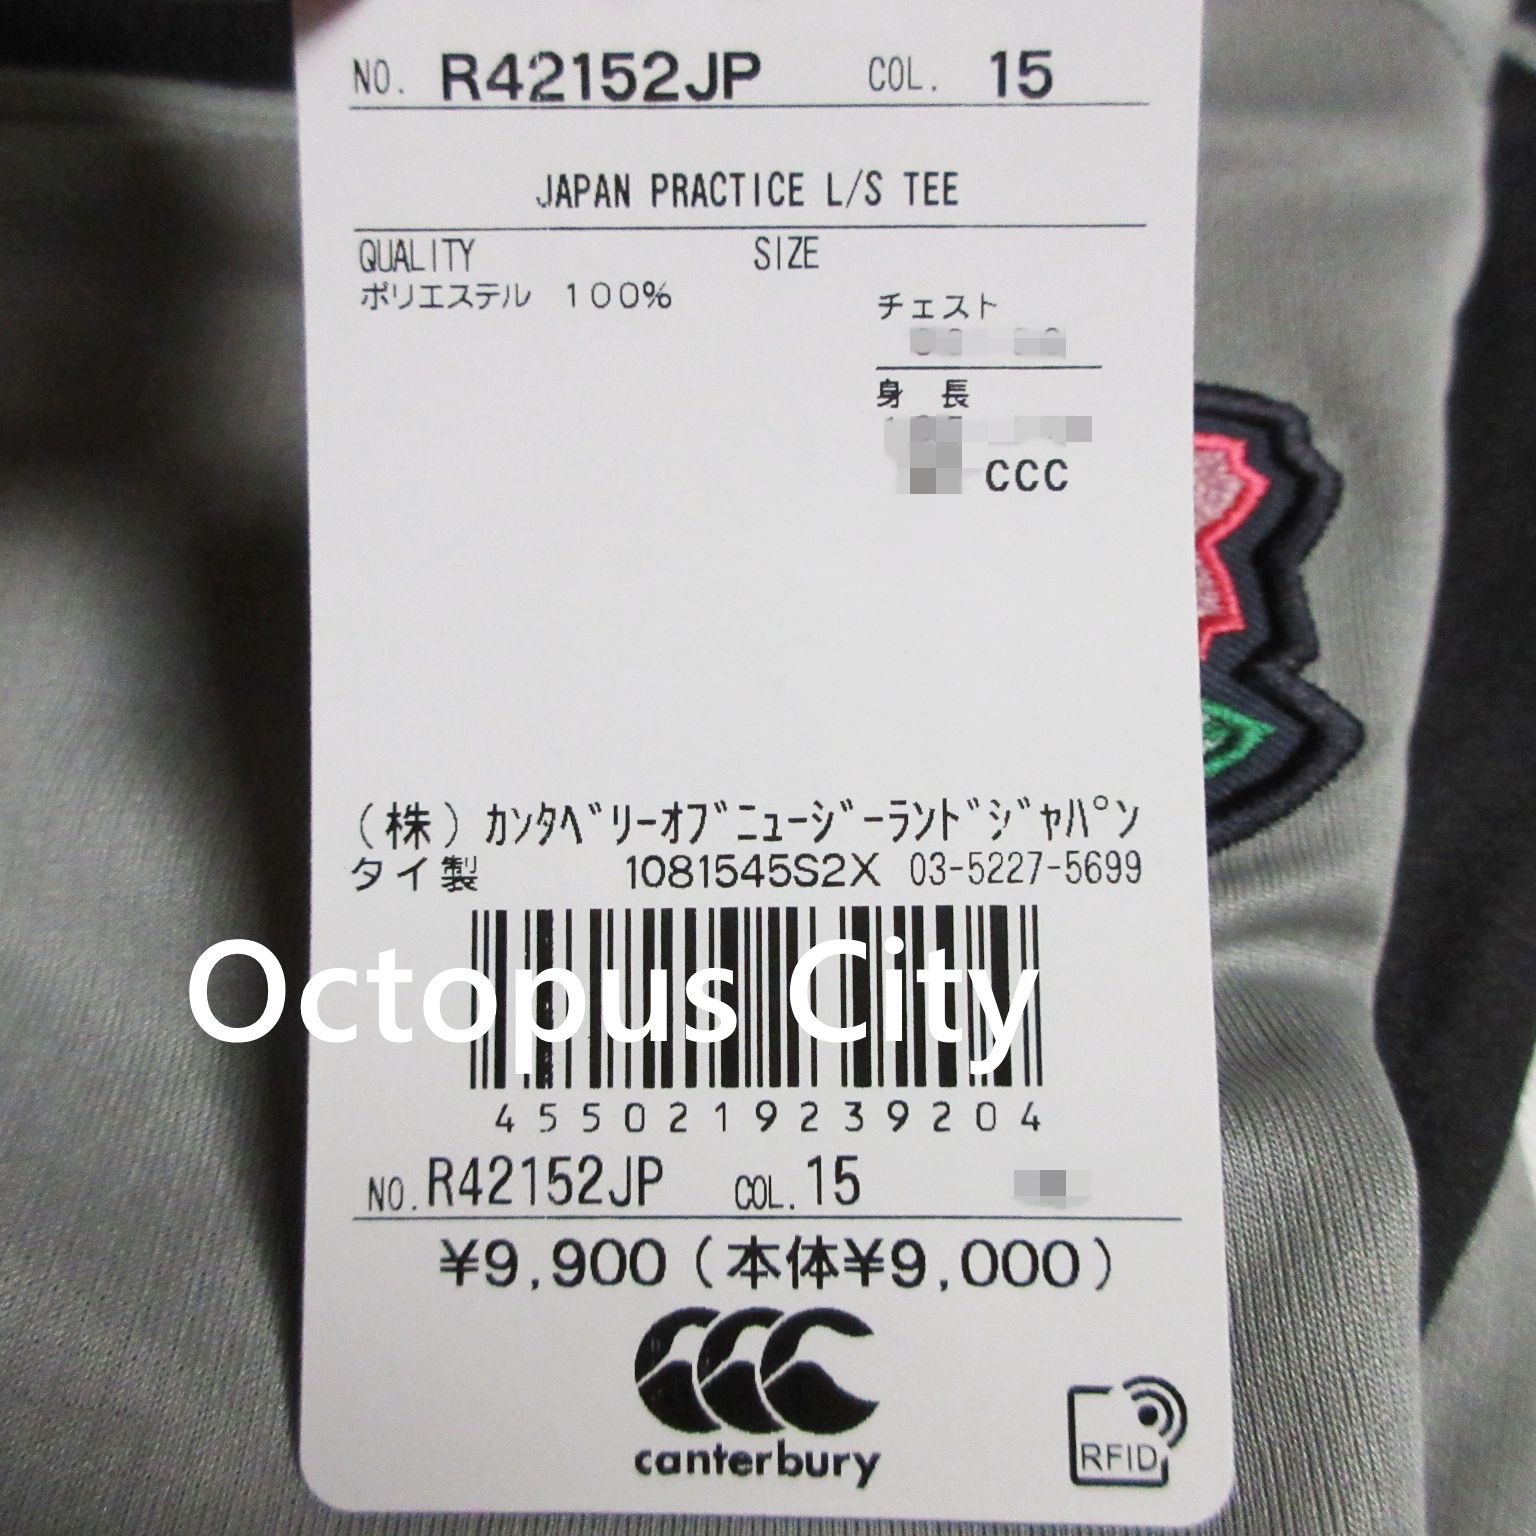 NO. R42152JP COL. 15
JAPAN PRACTICE L/S TEE
QUALITY SIZE
ポリエステル 100%
チェスト
身 長
CCC
(株)カンタベリーオブニュージーランドジャパン
タイ製 1081545S2X 03-5227-5699
Octopus City
4550219239204
NO. R42152JP COL. 15
¥9,900(本体¥9,000)
canterbury
RFID